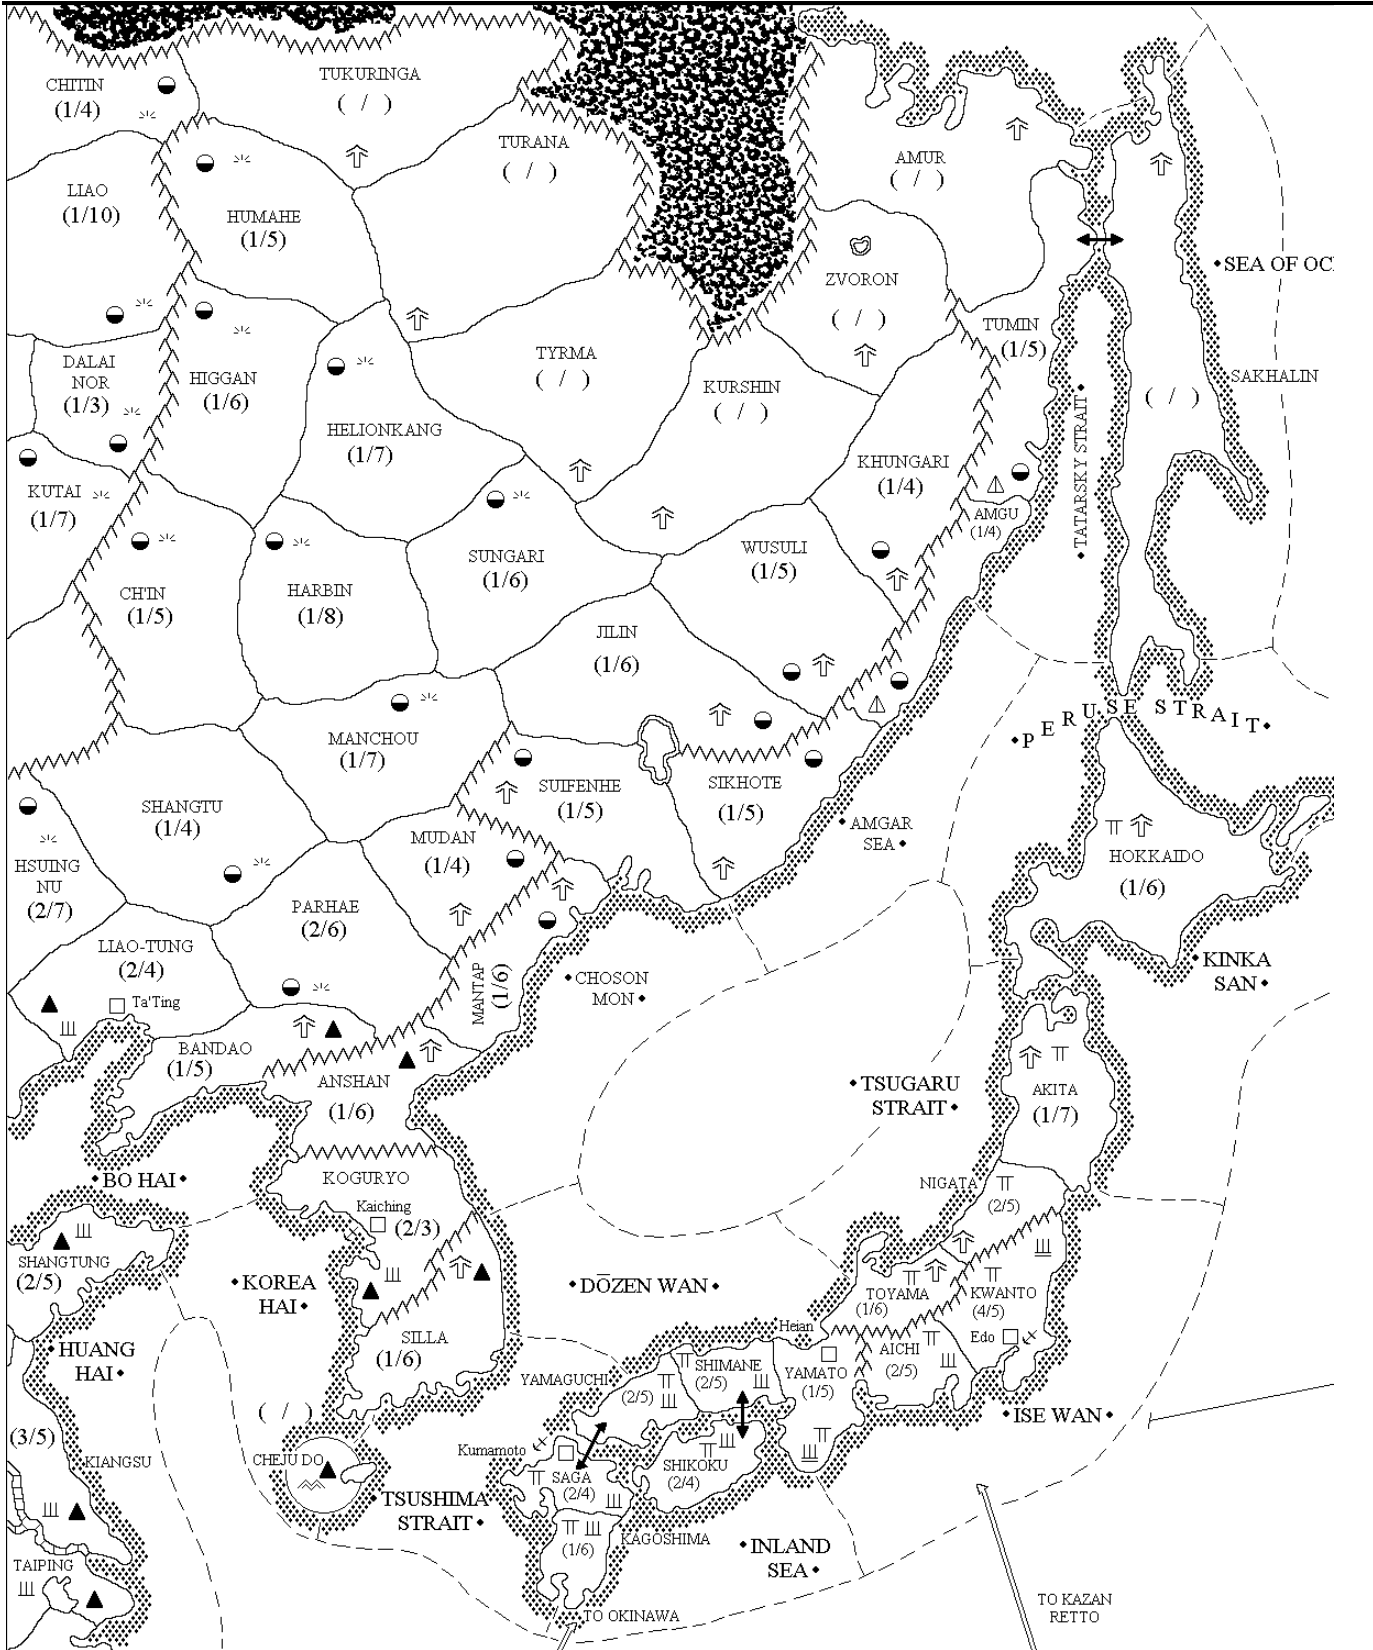 CHITIN
(1/4)
TUKURINGA
( / )
TURANA
( / )
AMUR
( / )
LIAO
(1/10)
HUMAHE
(1/5)
ZVORON
( / )
SEA OF OC
TUMIN
(1/5)
DALAI
NOR
(1/3)
HIGGAN
(1/6)
TYRMA
( / )
KURSHIN
( / )
SAKHALIN
( / )
TATARSKY STRAIT
HELIONKANG
(1/7)
KHUNGARI
(1/4)
KUTAI
(1/7)
AMGU
(1/4)
SUNGARI
(1/6)
WUSULI
(1/5)
CH'IN
(1/5)
HARBIN
(1/8)
JILIN
(1/6)
PERUSE STRAIT
MANCHOU
(1/7)
SUIFENHE
(1/5)
SIKHOTE
(1/5)
SHANGTU
(1/4)
AMGAR
SEA
MUDAN
(1/4)
HOKKAIDO
(1/6)
HSUING
NU
(2/7)
PARHAE
(2/6)
LIAO-TUNG
(2/4)
Ta'Ting
MANTAP
(1/6)
CHOSON
MON
KINKA
SAN
BANDAO
(1/5)
ANSHAN
(1/6)
TSUGARU
STRAIT
AKITA
(1/7)
BO HAI
KOGURYO
Kaiching
(2/3)
NIGATA
(2/5)
SHANGTUNG
(2/5)
KOREA
HAI
DŌZEN WAN
TOYAMA
(1/6)
KWANTO
(4/5)
Edo
HUANG
HAI
SILLA
(1/6)
Heian
AICHI
(2/5)
YAMAGUCHI
(2/5)
SHIMANE
(2/5)
YAMATO
(1/5)
( / )
ISE WAN
(3/5)
KIANGSU
CHEJU DO
Kumamoto
SAGA
(2/4)
SHIKOKU
(2/4)
TSUSHIMA
STRAIT
(1/6)
KAGOSHIMA
INLAND
SEA
TAIPING
TO OKINAWA
TO KAZAN
RETTO